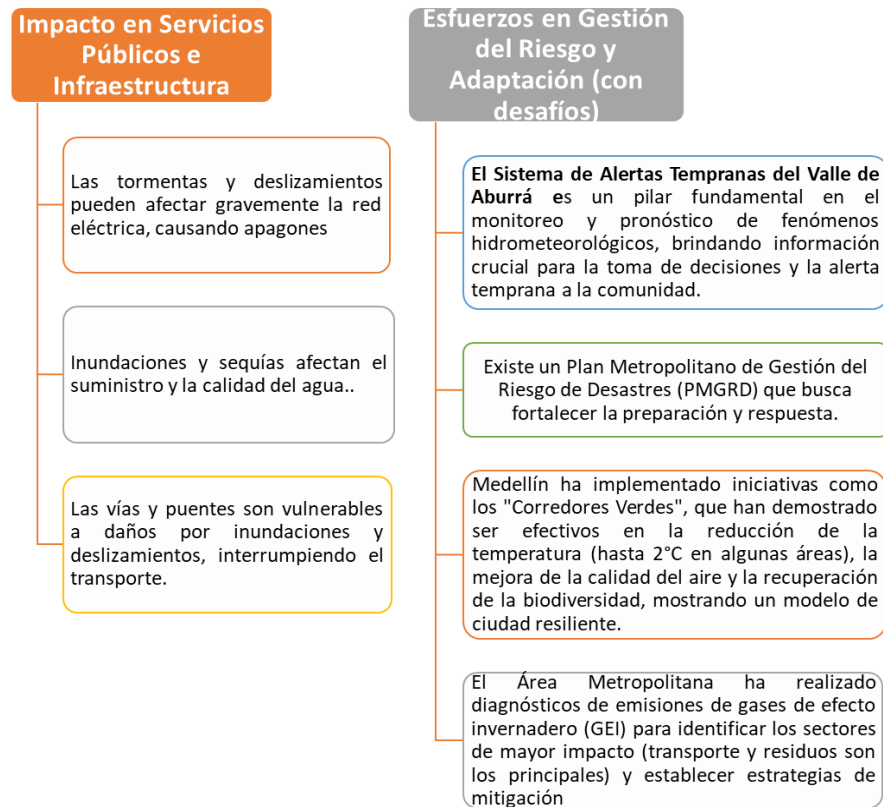 Impacto en Servicios
Públicos e
Infraestructura
Las tormentas y deslizamientos
pueden afectar gravemente la red
eléctrica, causando apagones
Inundaciones y sequías afectan el
suministro y la calidad del agua..
Las vías y puentes son vulnerables
a daños por inundaciones y
deslizamientos, interrumpiendo el
transporte.
Esfuerzos en Gestión
del Riesgo y
Adaptación (con
desafíos)
El Sistema de Alertas Tempranas del Valle de
Aburrá es un pilar fundamental en el
monitoreo y pronóstico de fenómenos
hidrometeorológicos, brindando información
crucial para la toma de decisiones y la alerta
temprana a la comunidad.
Existe un Plan Metropolitano de Gestión del
Riesgo de Desastres (PMGRD) que busca
fortalecer la preparación y respuesta.
Medellín ha implementado iniciativas como
los "Corredores Verdes", que han demostrado
ser efectivos en la reducción de la
temperatura (hasta 2°C en algunas áreas), la
mejora de la calidad del aire y la recuperación
de la biodiversidad, mostrando un modelo de
ciudad resiliente.
El Área Metropolitana ha realizado
diagnósticos de emisiones de gases de efecto
invernadero (GEI) para identificar los sectores
de mayor impacto (transporte y residuos son
los principales) y establecer estrategias de
mitigación